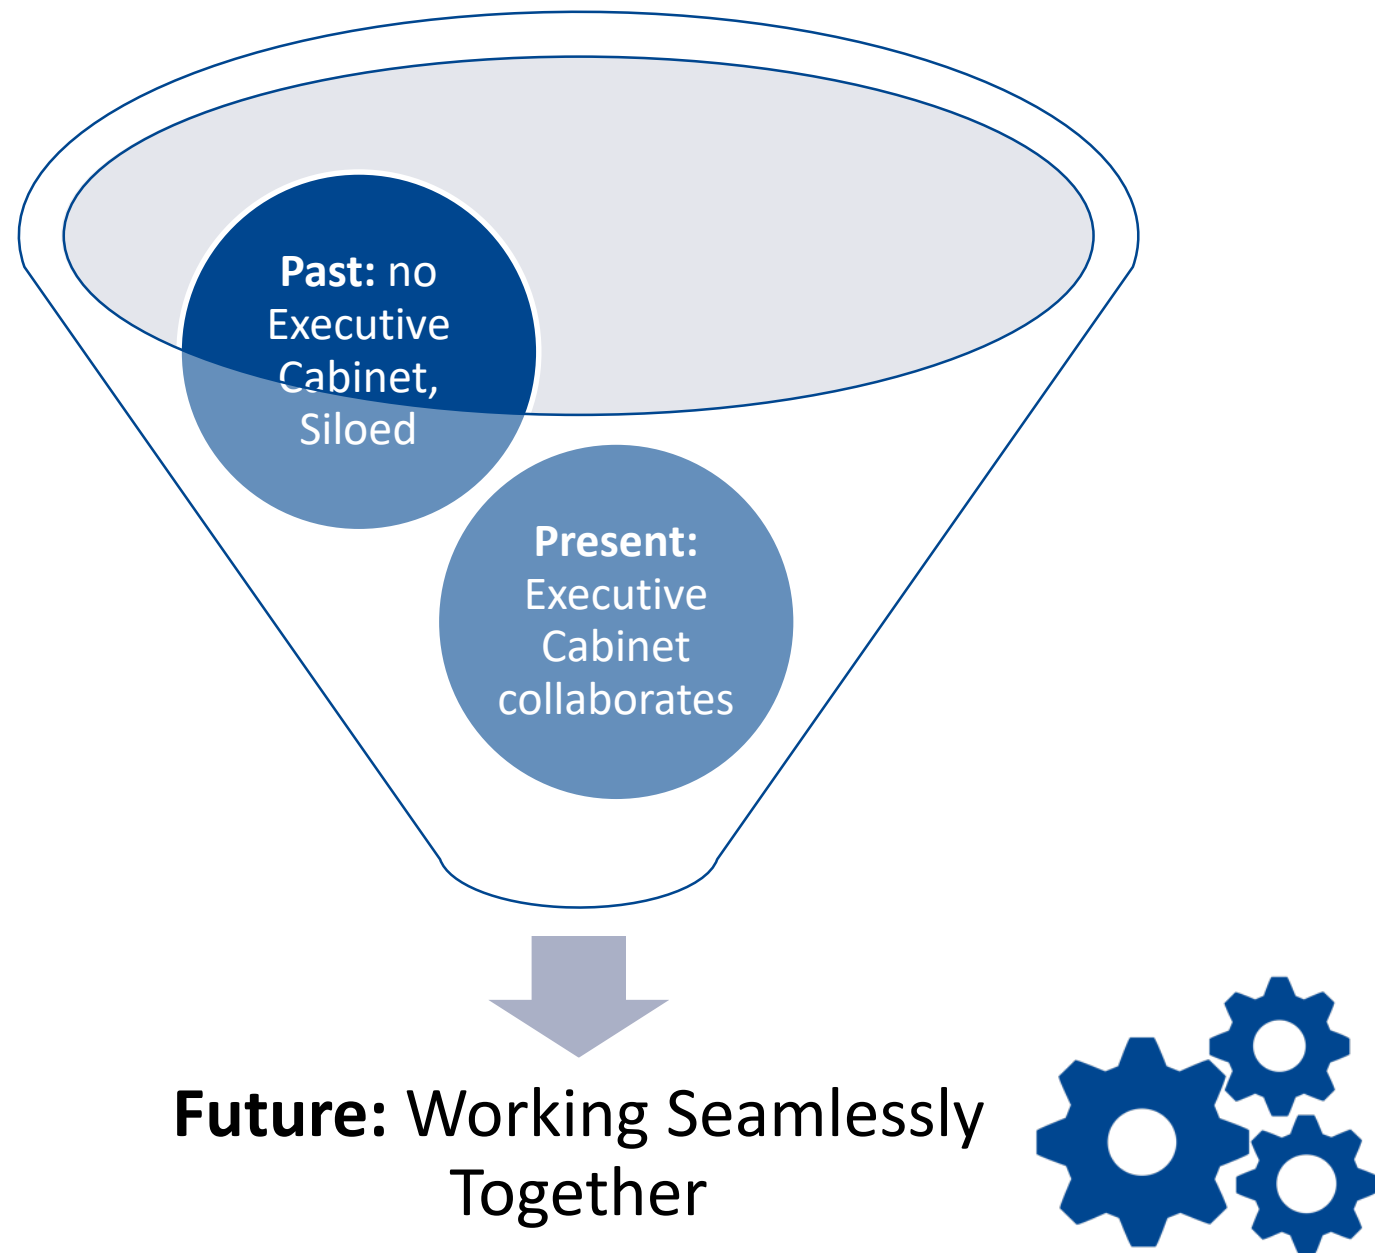 Past: no
Executive
Cabinet,
Siloed
Present:
Executive
Cabinet
collaborates
Future: Working Seamlessly
Together